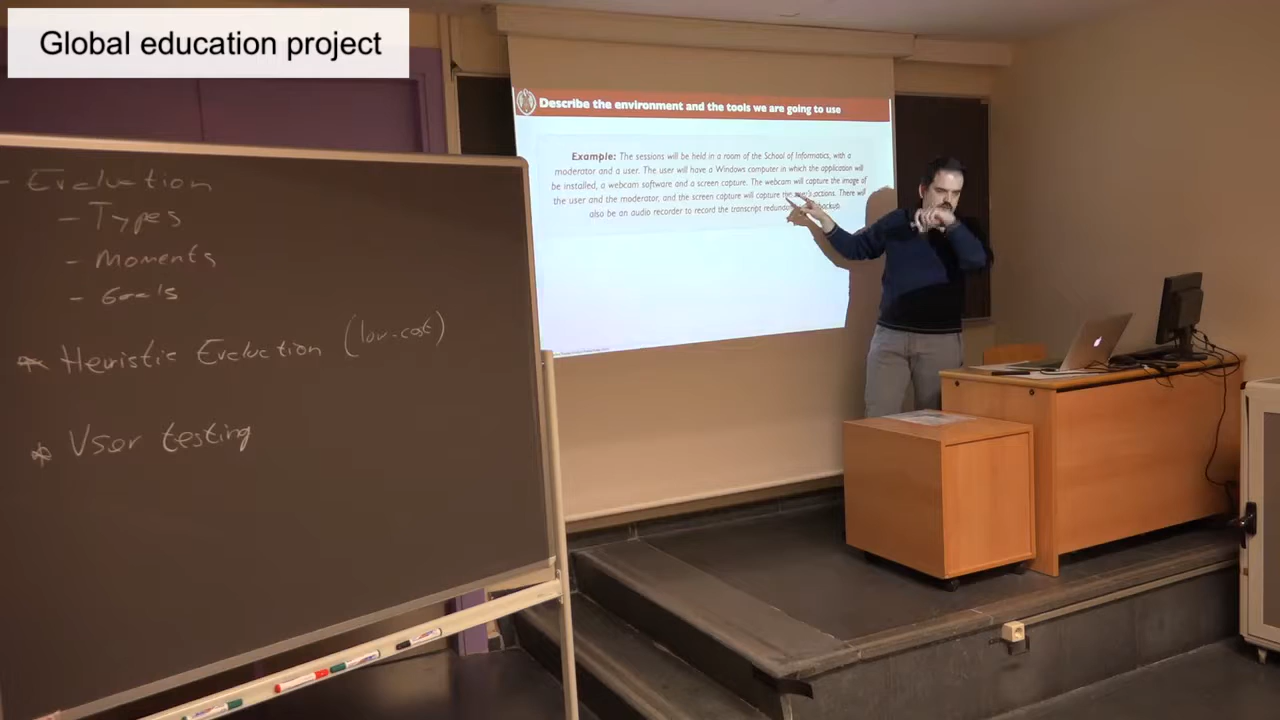 Global education project
Describe the environment and the tools we are going to use
Example: The sessions will be held in a room of the School of Informatics, with a
moderator and a user. The user will have a Windows computer in which the application will
be installed, a webcam software and a screen capture. The webcam will capture the image of
the user and the moderator, and the screen capture will capture the user's actions. There will
also be an audio recorder to record the transcript backup.
- Evaluation
- Types
- Moments
- Goals
* Heuristic Evaluation (low-cost)
* User testing